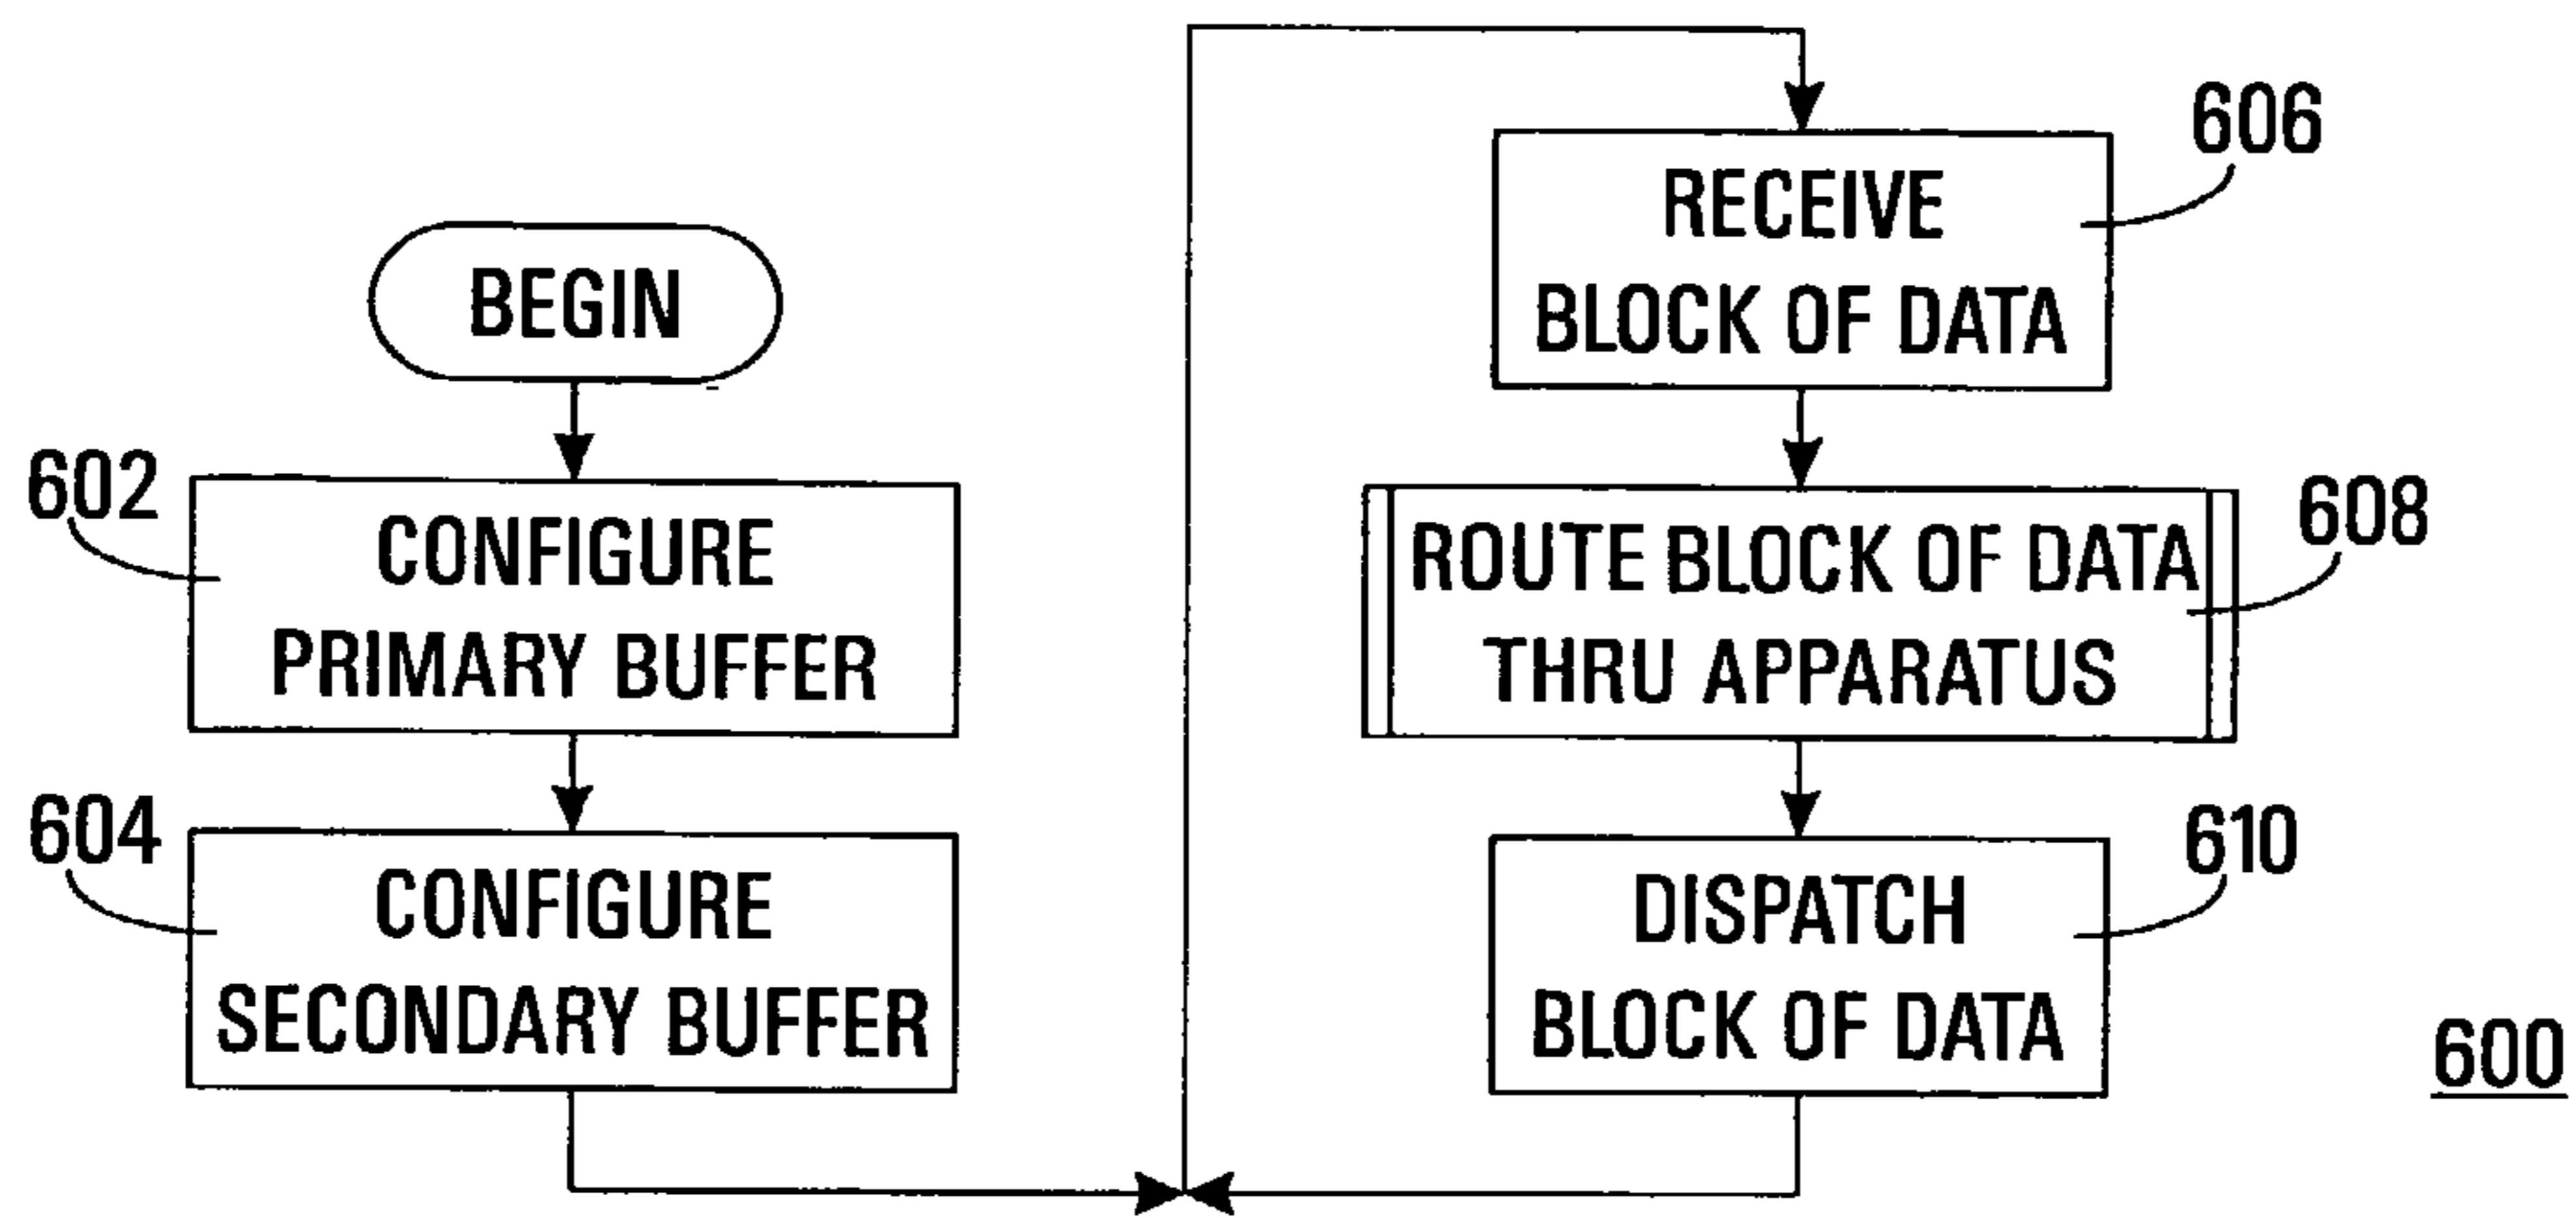 BEGIN
602
CONFIGURE
PRIMARY BUFFER
604
CONFIGURE
SECONDARY BUFFER
606
RECEIVE
BLOCK OF DATA
608
ROUTE BLOCK OF DATA
THRU APPARATUS
610
DISPATCH
BLOCK OF DATA
600